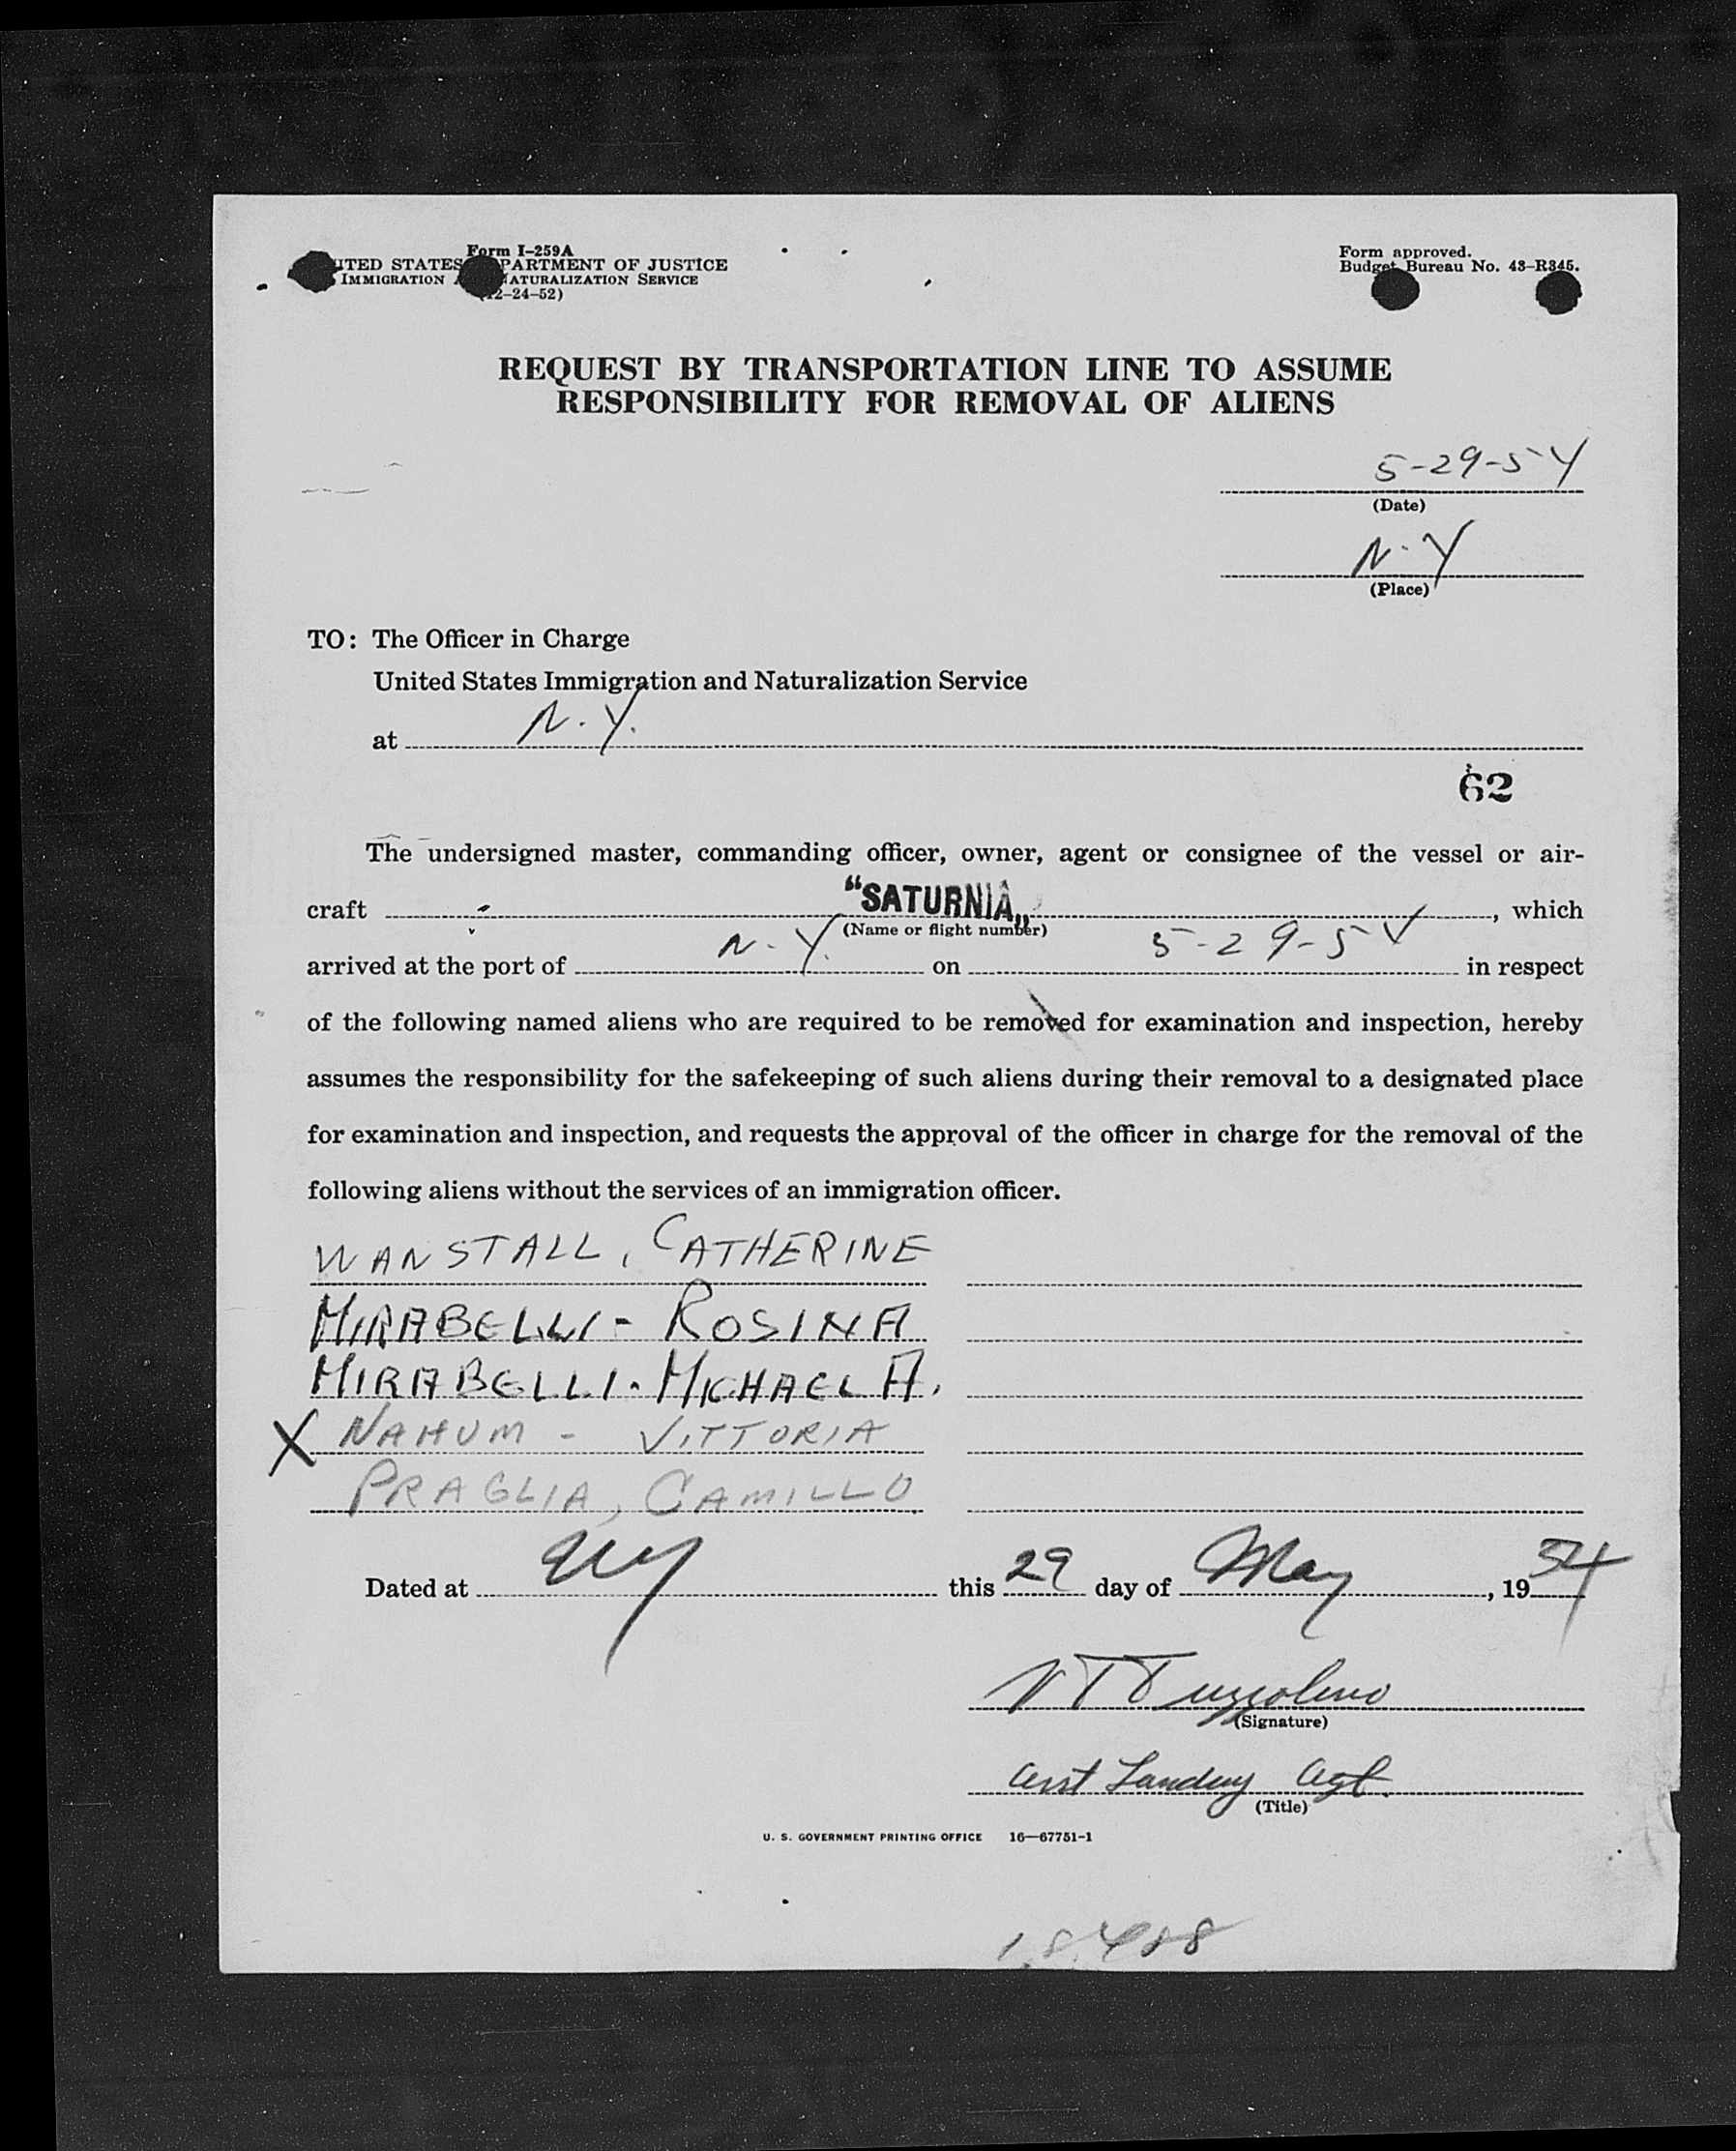 Form I-259A
UNITED STATES DEPARTMENT OF JUSTICE
IMMIGRATION AND NATURALIZATION SERVICE
(12-24-52)
Form approved.
Budget Bureau No. 43-R345.
REQUEST BY TRANSPORTATION LINE TO ASSUME
RESPONSIBILITY FOR REMOVAL OF ALIENS
5-29-54
(Date)
N.Y
(Place)
TO: The Officer in Charge
United States Immigration and Naturalization Service
at N.Y.
62
The undersigned master, commanding officer, owner, agent or consignee of the vessel or air-
craft "SATURNIA", which
(Name or flight number)
arrived at the port of N.Y. on 5-29-54 in respect
of the following named aliens who are required to be removed for examination and inspection, hereby
assumes the responsibility for the safekeeping of such aliens during their removal to a designated place
for examination and inspection, and requests the approval of the officer in charge for the removal of the
following aliens without the services of an immigration officer.
WANSTALL, CATHERINE
MIRABELLI - ROSINA
MIRABELLI. MICHAEL A.
X NAHUM - VITTORIA
PRAGLIA, CAMILLO
Dated at NY this 29 day of May, 1954
V T Tuzzolino
(Signature)
Asst Landing Agt.
(Title)
U. S. GOVERNMENT PRINTING OFFICE 16—67751-1